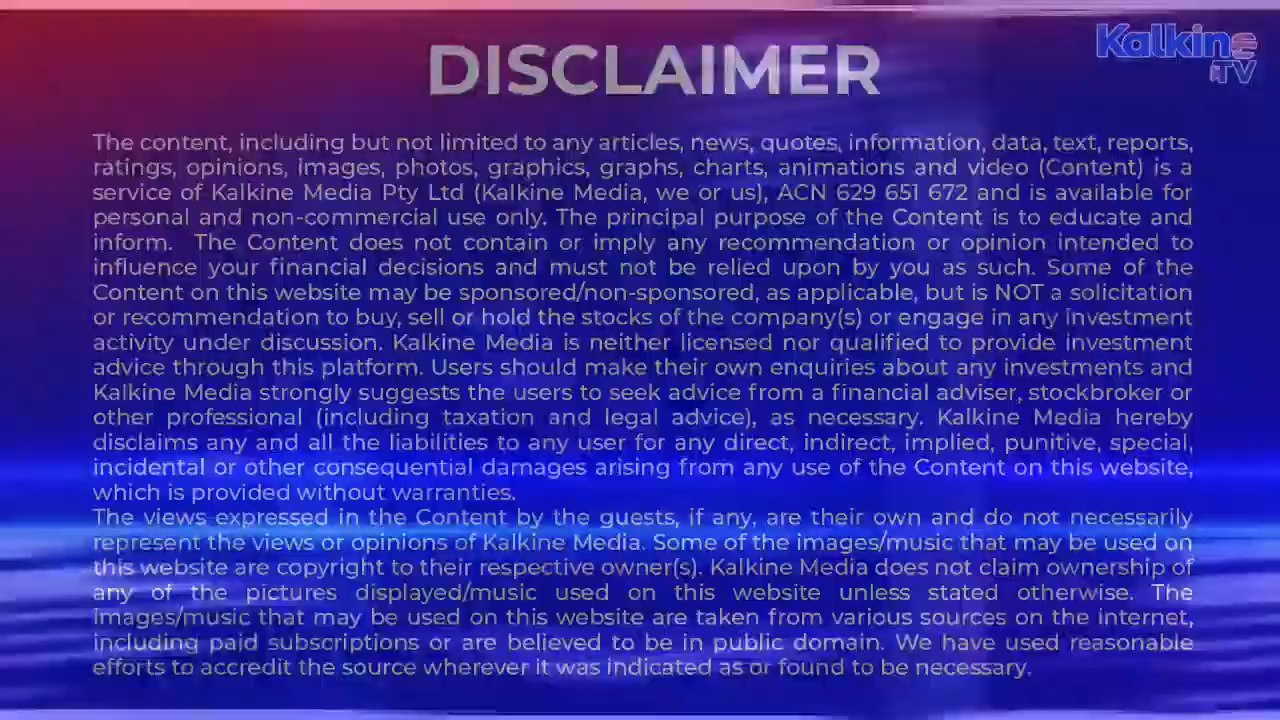 Kalkine
TV
DISCLAIMER
The content, including but not limited to any articles, news, quotes, information, data, text, reports,
ratings, opinions, images, photos, graphics, graphs, charts, animations and video (Content) is a
service of Kalkine Media Pty Ltd (Kalkine Media, we or us), ACN 629 651 672 and is available for
personal and non-commercial use only. The principal purpose of the Content is to educate and
inform. The Content does not contain or imply any recommendation or opinion intended to
influence your financial decisions and must not be relied upon by you as such. Some of the
Content on this website may be sponsored/non-sponsored, as applicable, but is NOT a solicitation
or recommendation to buy, sell or hold the stocks of the company(s) or engage in any investment
activity under discussion. Kalkine Media is neither licensed nor qualified to provide investment
advice through this platform. Users should make their own enquiries about any investments and
Kalkine Media strongly suggests the users to seek advice from a financial adviser, stockbroker or
other professional (including taxation and legal advice), as necessary. Kalkine Media hereby
disclaims any and all the liabilities to any user for any direct, indirect, implied, punitive, special,
incidental or other consequential damages arising from any use of the Content on this website,
which is provided without warranties.
The views expressed in the Content by the guests, if any, are their own and do not necessarily
represent the views or opinions of Kalkine Media. Some of the images/music that may be used on
this website are copyright to their respective owner(s). Kalkine Media does not claim ownership of
any of the pictures displayed/music used on this website unless stated otherwise. The
images/music that may be used on this website are taken from various sources on the internet,
including paid subscriptions or are believed to be in public domain. We have used reasonable
efforts to accredit the source wherever it was indicated as or found to be necessary.